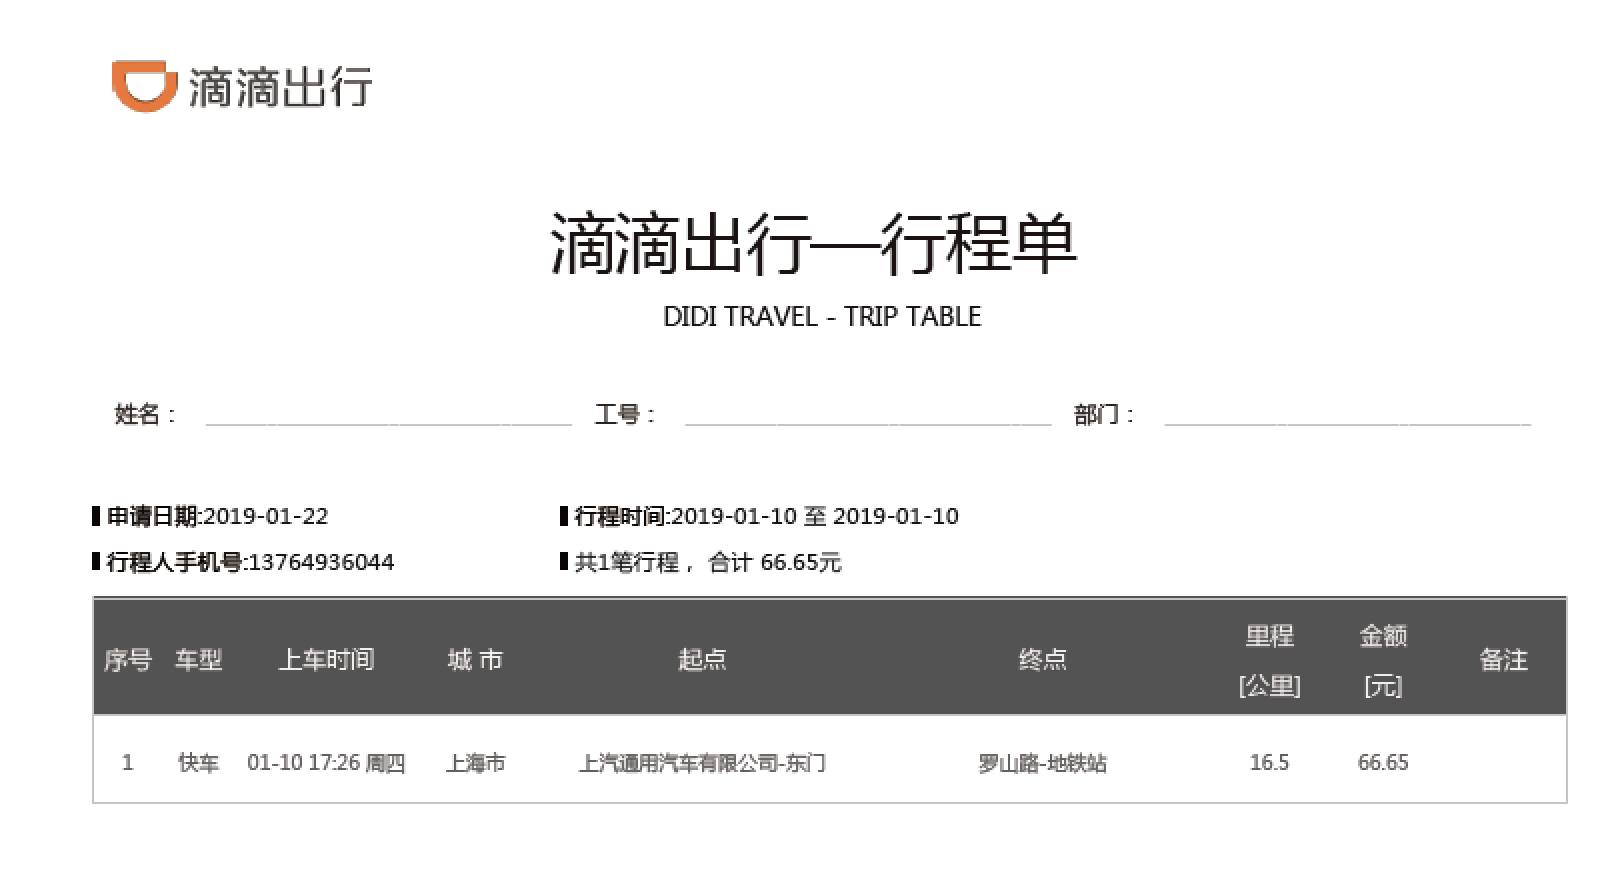 滴滴出行
滴滴出行—行程单
DIDI TRAVEL - TRIP TABLE
姓名： 工号： 部门：
申请日期:2019-01-22 行程时间:2019-01-10 至 2019-01-10
行程人手机号:13764936044 共1笔行程， 合计 66.65元
序号 车型 上车时间 城 市 起点 终点 里程 [公里] 金额 [元] 备注
1 快车 01-10 17:26 周四 上海市 上汽通用汽车有限公司-东门 罗山路-地铁站 16.5 66.65